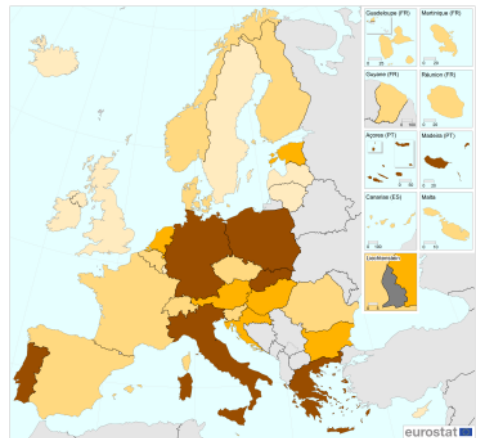 Guadeloupe (FR)
Martinique (FR)
Guyane (FR)
Réunion (FR)
Açores (PT)
Madeira (PT)
Canarias (ES)
Malta
Liechtenstein
eurostat